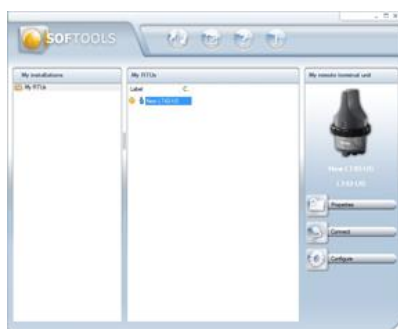 SOFTOOLS
My installations
My RTUs
My remote terminal unit
My RTUs
Label
C.
Properties
Connect
Configure